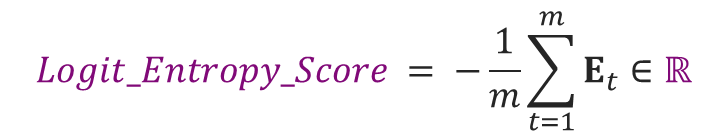 Logit_Entropy_Score = − 1/m ∑_{t=1}^{m} 𝐄_t ∈ ℝ